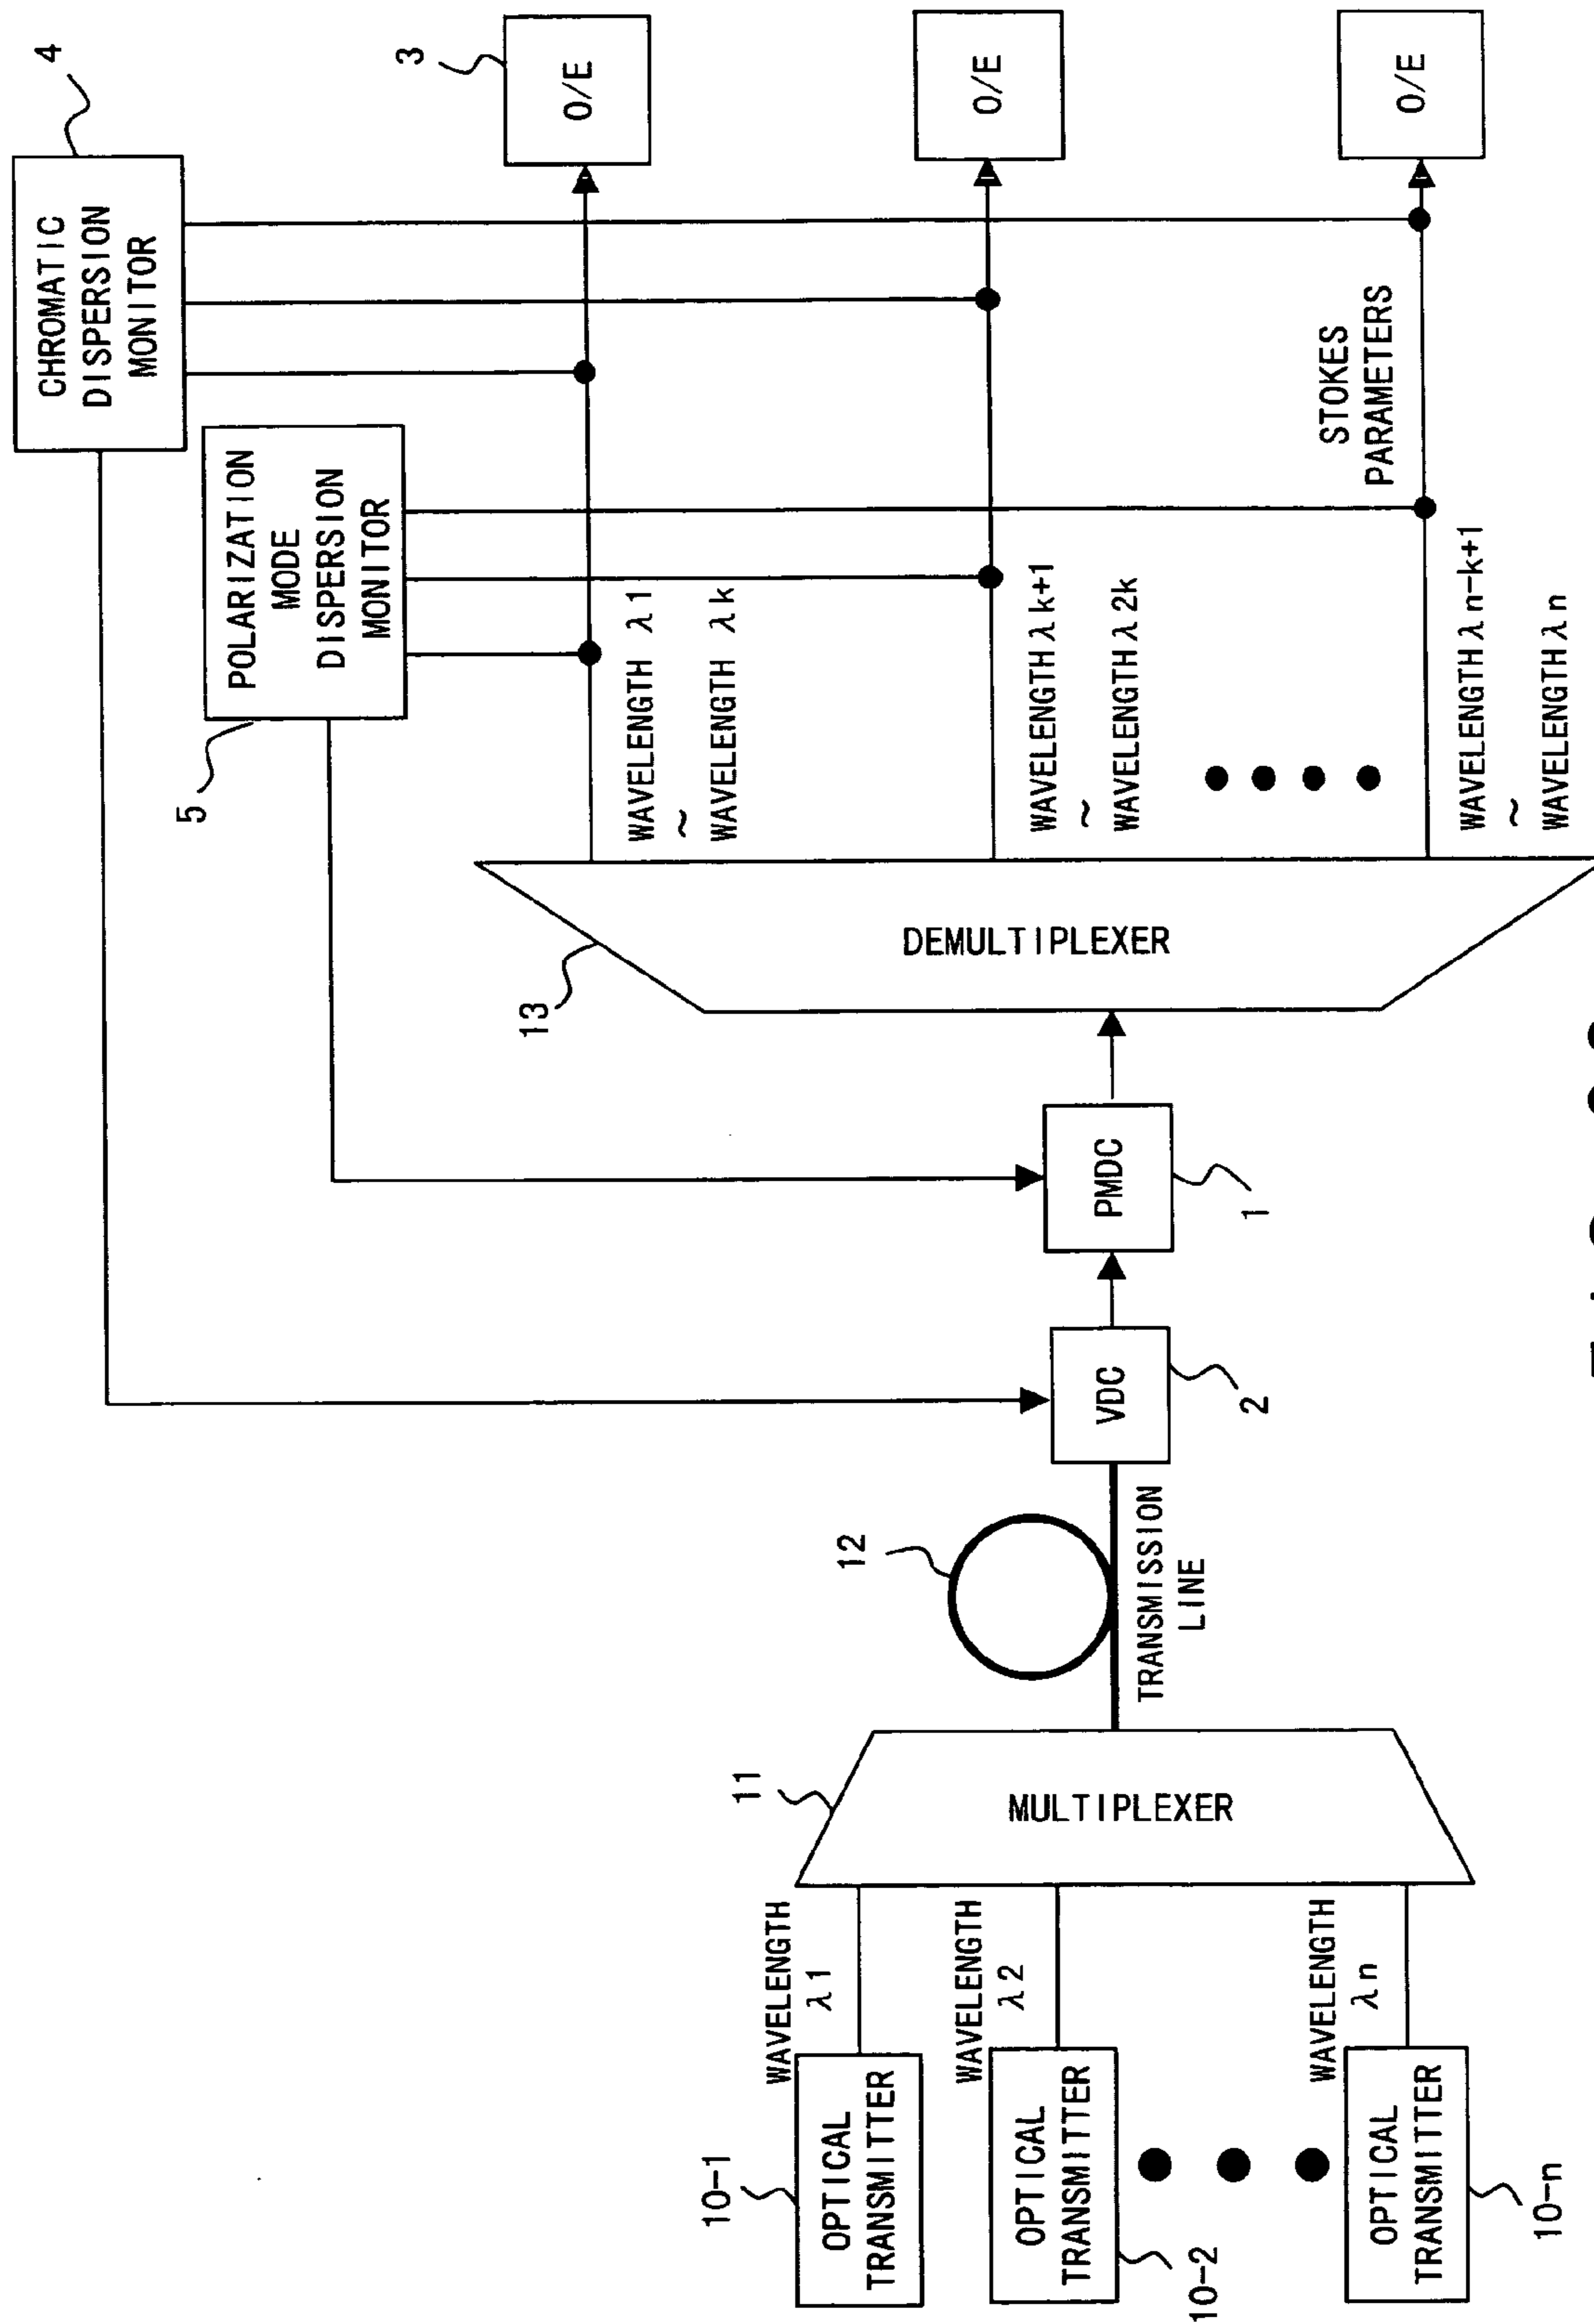 4
CHROMATIC
DISPERSION
MONITOR
5
POLARIZATION
MODE
DISPERSION
MONITOR
3
O/E
O/E
O/E
10-1
OPTICAL
TRANSMITTER
WAVELENGTH
λ1
10-2
OPTICAL
TRANSMITTER
WAVELENGTH
λ2
10-n
OPTICAL
TRANSMITTER
WAVELENGTH
λn
11
MULTIPLEXER
12
TRANSMISSION
LINE
VDC
2
PMDC
1
13
DEMULTIPLEXER
WAVELENGTH λ1
~
WAVELENGTH λk
WAVELENGTH λk+1
~
WAVELENGTH λ2k
WAVELENGTH λn-k+1
~
WAVELENGTH λn
STOKES
PARAMETERS